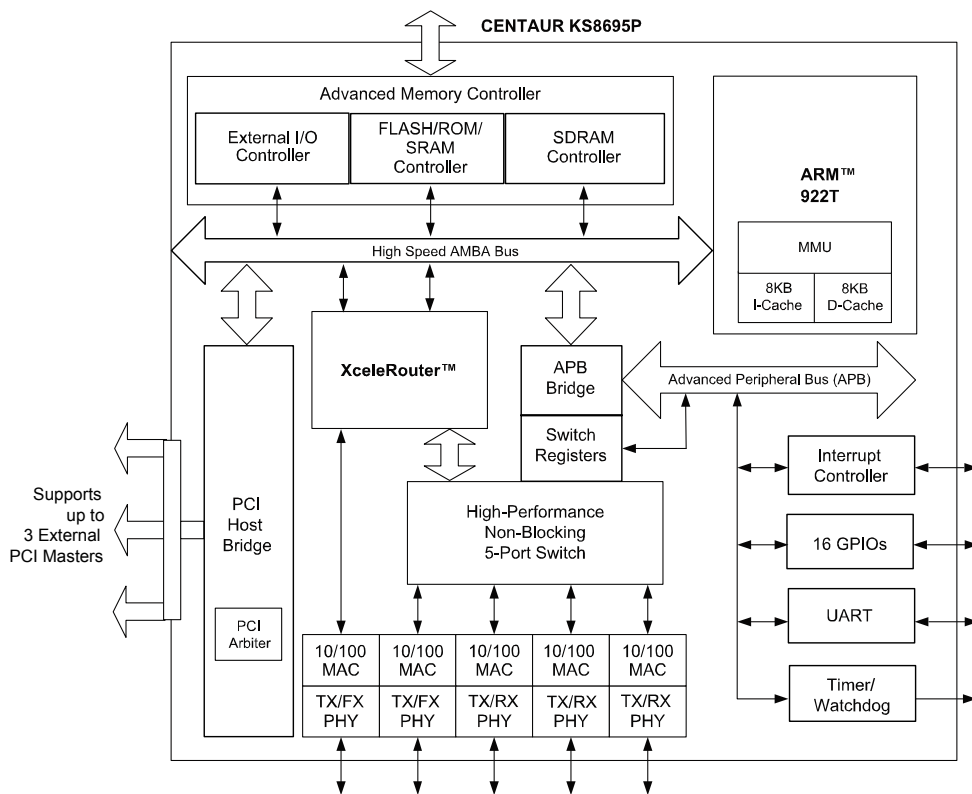 CENTAUR KS8695P
Advanced Memory Controller
External I/O
Controller
FLASH/ROM/
SRAM
Controller
SDRAM
Controller
ARM™
922T
MMU
8KB
I-Cache
8KB
D-Cache
High Speed AMBA Bus
XceleRouter™
APB
Bridge
Advanced Peripheral Bus (APB)
Switch
Registers
Interrupt
Controller
Supports
up to
3 External
PCI Masters
PCI
Host
Bridge
High-Performance
Non-Blocking
5-Port Switch
16 GPIOs
PCI
Arbiter
UART
10/100
MAC
10/100
MAC
10/100
MAC
10/100
MAC
10/100
MAC
TX/FX
PHY
TX/FX
PHY
TX/RX
PHY
TX/RX
PHY
TX/RX
PHY
Timer/
Watchdog